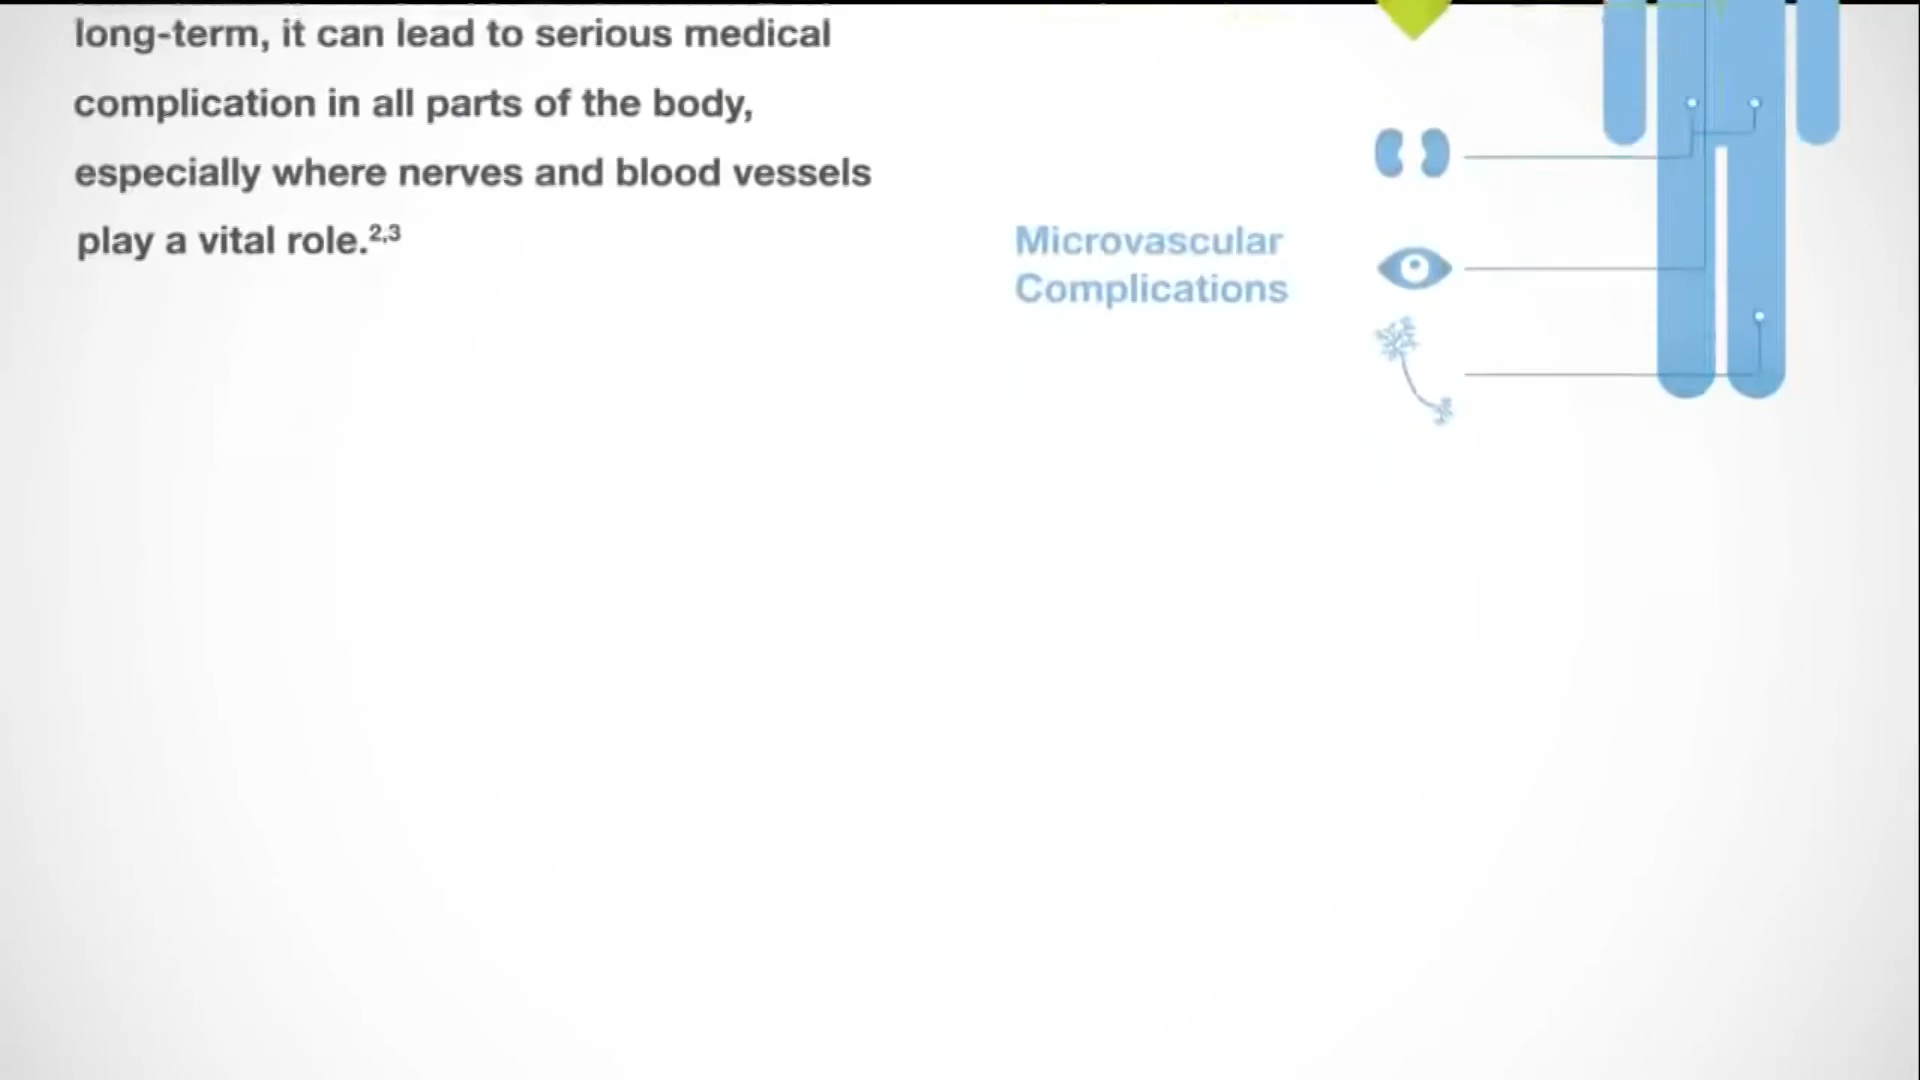 long-term, it can lead to serious medical
complication in all parts of the body,
especially where nerves and blood vessels
play a vital role.2,3
Microvascular
Complications